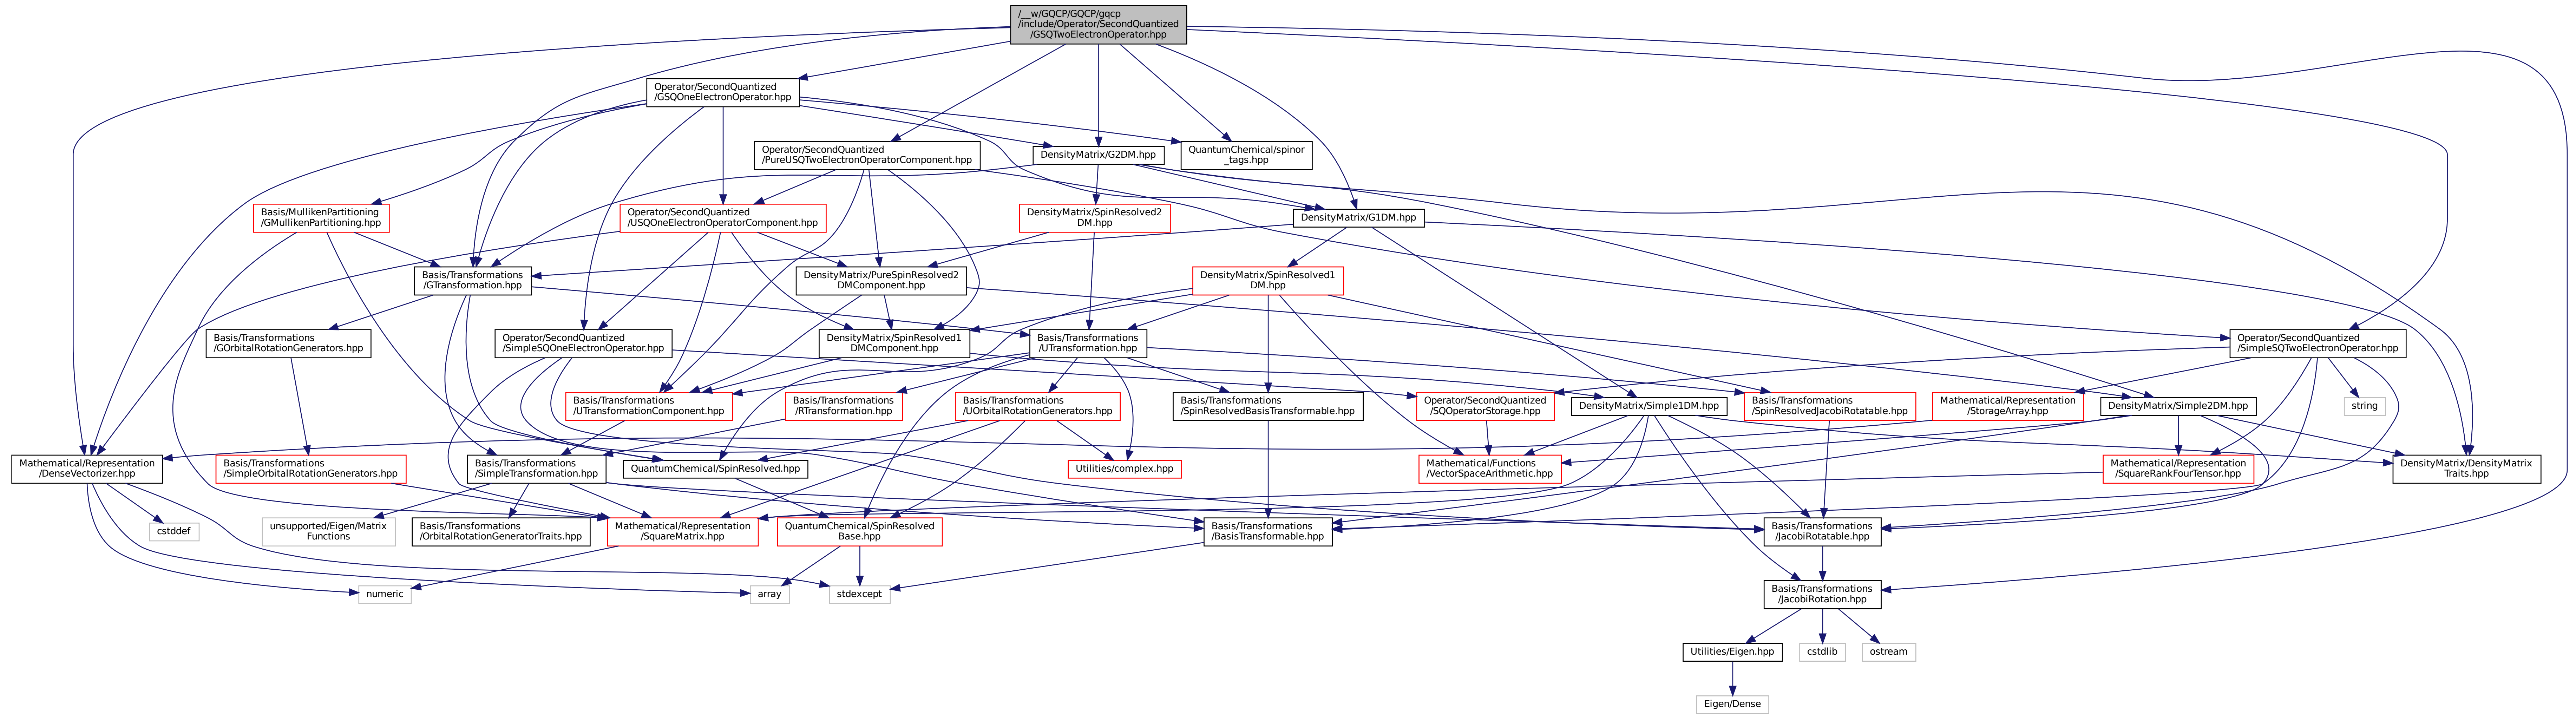 /__w/GQCP/GQCP/gqcp
/include/Operator/SecondQuantized
/GSQTwoElectronOperator.hpp
Operator/SecondQuantized
/GSQOneElectronOperator.hpp
Operator/SecondQuantized
/PureUSQTwoElectronOperatorComponent.hpp
DensityMatrix/G2DM.hpp
QuantumChemical/spinor
_tags.hpp
Basis/MullikenPartitioning
/GMullikenPartitioning.hpp
Operator/SecondQuantized
/USQOneElectronOperatorComponent.hpp
DensityMatrix/SpinResolved2
DM.hpp
DensityMatrix/G1DM.hpp
Basis/Transformations
/GTransformation.hpp
DensityMatrix/PureSpinResolved2
DMComponent.hpp
DensityMatrix/SpinResolved1
DM.hpp
Basis/Transformations
/GOrbitalRotationGenerators.hpp
Operator/SecondQuantized
/SimpleSQOneElectronOperator.hpp
DensityMatrix/SpinResolved1
DMComponent.hpp
Basis/Transformations
/UTransformation.hpp
Operator/SecondQuantized
/SimpleSQTwoElectronOperator.hpp
Basis/Transformations
/UTransformationComponent.hpp
Basis/Transformations
/RTransformation.hpp
Basis/Transformations
/UOrbitalRotationGenerators.hpp
Basis/Transformations
/SpinResolvedBasisTransformable.hpp
Operator/SecondQuantized
/SQOperatorStorage.hpp
DensityMatrix/Simple1DM.hpp
Basis/Transformations
/SpinResolvedJacobiRotatable.hpp
Mathematical/Representation
/StorageArray.hpp
DensityMatrix/Simple2DM.hpp
string
Mathematical/Representation
/DenseVectorizer.hpp
Basis/Transformations
/SimpleOrbitalRotationGenerators.hpp
Basis/Transformations
/SimpleTransformation.hpp
QuantumChemical/SpinResolved.hpp
Utilities/complex.hpp
Mathematical/Functions
/VectorSpaceArithmetic.hpp
Mathematical/Representation
/SquareRankFourTensor.hpp
DensityMatrix/DensityMatrix
Traits.hpp
cstddef
unsupported/Eigen/Matrix
Functions
Basis/Transformations
/OrbitalRotationGeneratorTraits.hpp
Mathematical/Representation
/SquareMatrix.hpp
QuantumChemical/SpinResolved
Base.hpp
Basis/Transformations
/BasisTransformable.hpp
Basis/Transformations
/JacobiRotatable.hpp
numeric
array
stdexcept
Basis/Transformations
/JacobiRotation.hpp
Utilities/Eigen.hpp
cstdlib
ostream
Eigen/Dense